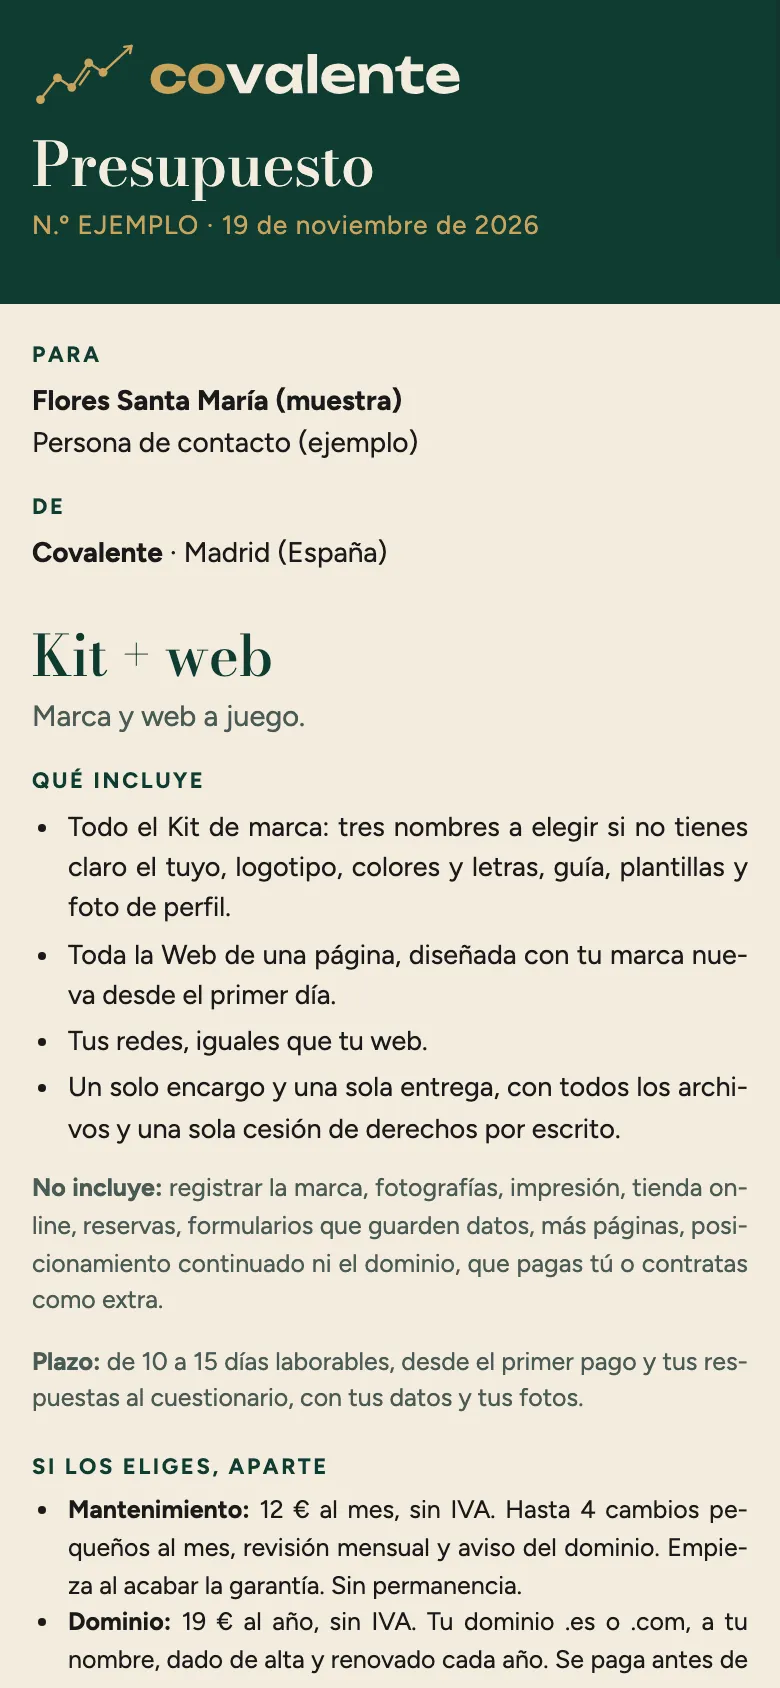 covalente
Presupuesto
N.º EJEMPLO · 19 de noviembre de 2026
PARA
Flores Santa María (muestra)
Persona de contacto (ejemplo)
DE
Covalente · Madrid (España)
Kit + web
Marca y web a juego.
QUÉ INCLUYE
• Todo el Kit de marca: tres nombres a elegir si no tienes
claro el tuyo, logotipo, colores y letras, guía, plantillas y
foto de perfil.
• Toda la Web de una página, diseñada con tu marca nue-
va desde el primer día.
• Tus redes, iguales que tu web.
• Un solo encargo y una sola entrega, con todos los archi-
vos y una sola cesión de derechos por escrito.
No incluye: registrar la marca, fotografías, impresión, tienda on-
line, reservas, formularios que guarden datos, más páginas, posi-
cionamiento continuado ni el dominio, que pagas tú o contratas
como extra.
Plazo: de 10 a 15 días laborables, desde el primer pago y tus res-
puestas al cuestionario, con tus datos y tus fotos.
SI LOS ELIGES, APARTE
• Mantenimiento: 12 € al mes, sin IVA. Hasta 4 cambios pe-
queños al mes, revisión mensual y aviso del dominio. Empie-
za al acabar la garantía. Sin permanencia.
• Dominio: 19 € al año, sin IVA. Tu dominio .es o .com, a tu
nombre, dado de alta y renovado cada año. Se paga antes de